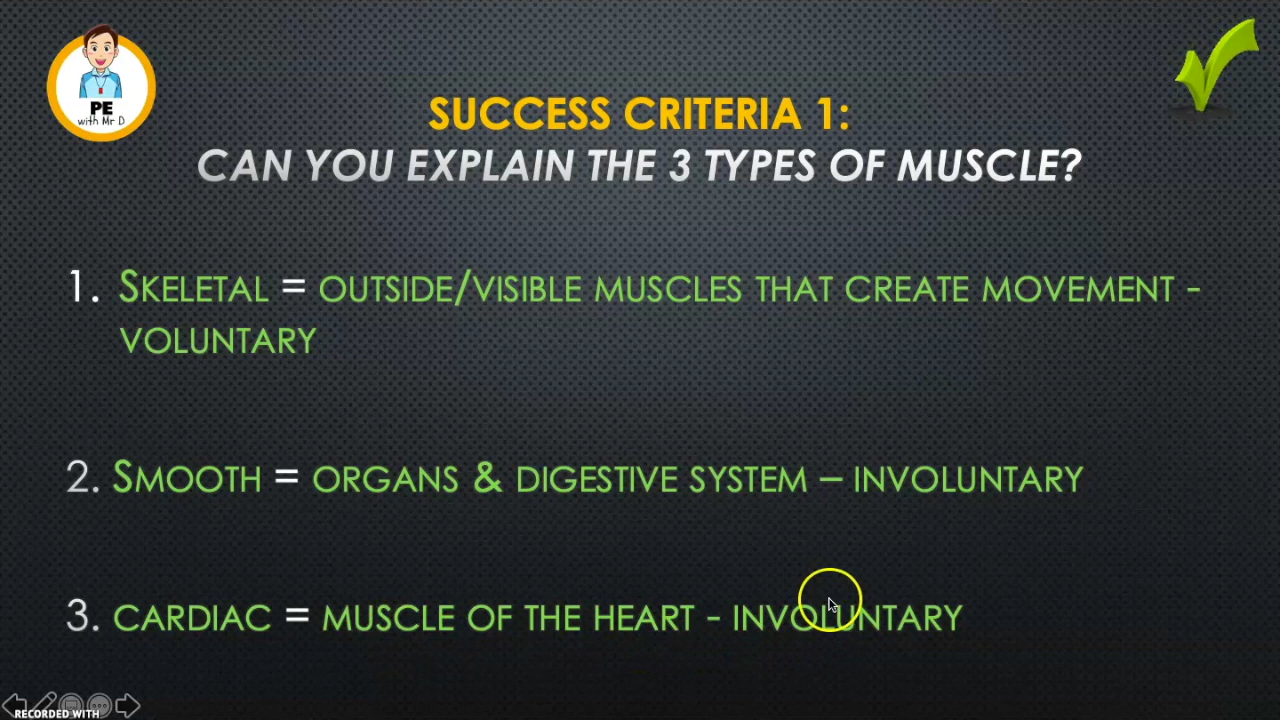 PE
with Mr D
SUCCESS CRITERIA 1:
CAN YOU EXPLAIN THE 3 TYPES OF MUSCLE?
1. SKELETAL = OUTSIDE/VISIBLE MUSCLES THAT CREATE MOVEMENT -
VOLUNTARY
2. SMOOTH = ORGANS & DIGESTIVE SYSTEM – INVOLUNTARY
3. CARDIAC = MUSCLE OF THE HEART - INVOLUNTARY
RECORDED WITH